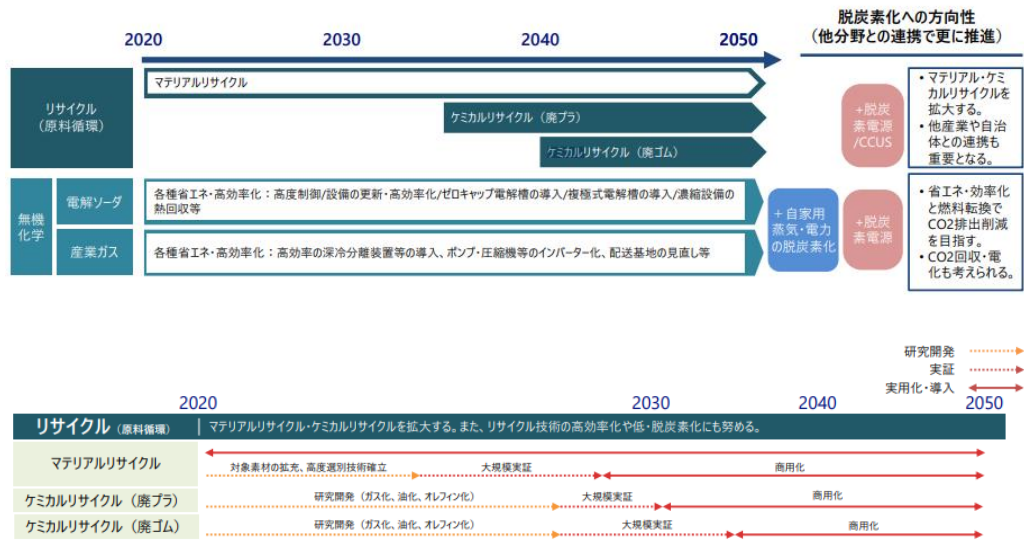 脱炭素化への方向性
（他分野との連携で更に推進）
2020
2030
2040
2050
リサイクル
（原料循環）
マテリアルリサイクル
ケミカルリサイクル（廃プラ）
ケミカルリサイクル（廃ゴム）
+脱炭
素電源
/CCUS
• マテリアル・ケミ
カルリサイクルを
拡大する。
• 他産業や自治
体との連携も
重要となる。
無機
化学
電解ソーダ
各種省エネ・高効率化：高度制御/設備の更新・高効率化/ゼロキャップ電解槽の導入/複極式電解槽の導入/濃縮設備の
熱回収等
産業ガス
各種省エネ・高効率化：高効率の深冷分離装置等の導入、ポンプ・圧縮機等のインバーター化、配送基地の見直し等
＋自家用
蒸気・電力
の脱炭素化
+脱炭
素電源
• 省エネ・効率化
と燃料転換で
CO2排出削減
を目指す。
• CO2回収・電
化も考えられる。
研究開発
実証
実用化・導入
2020
2030
2040
2050
リサイクル（原料循環）
マテリアルリサイクル・ケミカルリサイクルを拡大する。また、リサイクル技術の高効率化や低・脱炭素化にも努める。
マテリアルリサイクル
対象素材の拡充、高度選別技術確立
大規模実証
商用化
ケミカルリサイクル（廃プラ）
研究開発（ガス化、油化、オレフィン化）
大規模実証
商用化
ケミカルリサイクル（廃ゴム）
研究開発（ガス化、油化、オレフィン化）
大規模実証
商用化